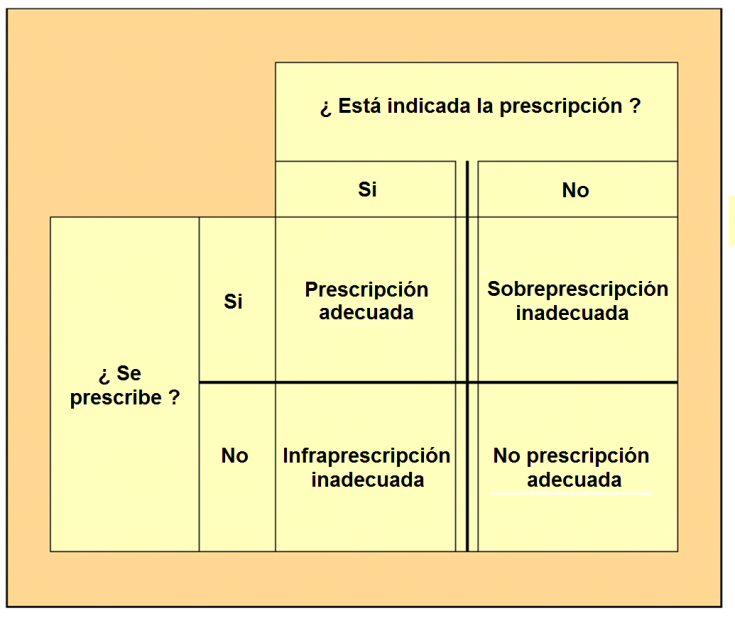 ¿ Está indicada la prescripción ?
Si
No
¿ Se
prescribe ?
Si
Prescripción
adecuada
Sobreprescripción
inadecuada
No
Infraprescripción
inadecuada
No prescripción
adecuada